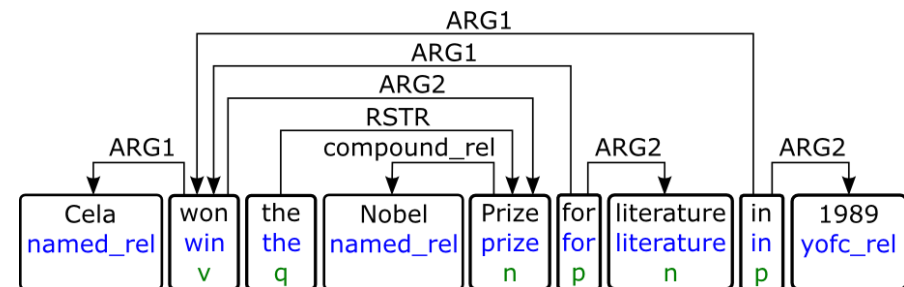 ARG1
ARG1
ARG2
RSTR
ARG1 compound_rel ARG2 ARG2
Cela won the Nobel Prize for literature in 1989
named_rel win the named_rel prize for literature in yofc_rel
v q n p n p